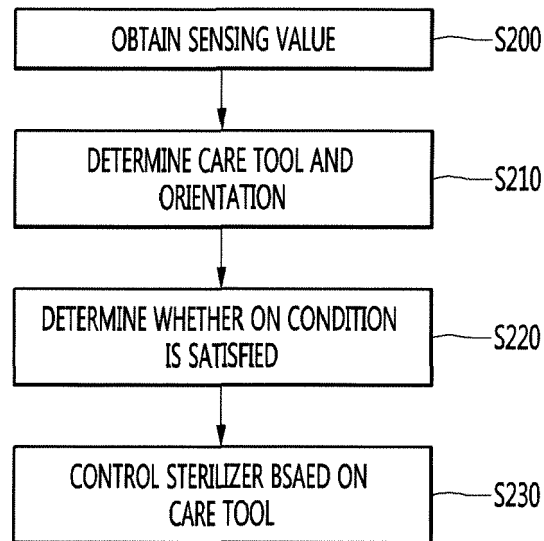 OBTAIN SENSING VALUE
S200
DETERMINE CARE TOOL AND
ORIENTATION
S210
DETERMINE WHETHER ON CONDITION
IS SATISFIED
S220
CONTROL STERILIZER BSAED ON
CARE TOOL
S230